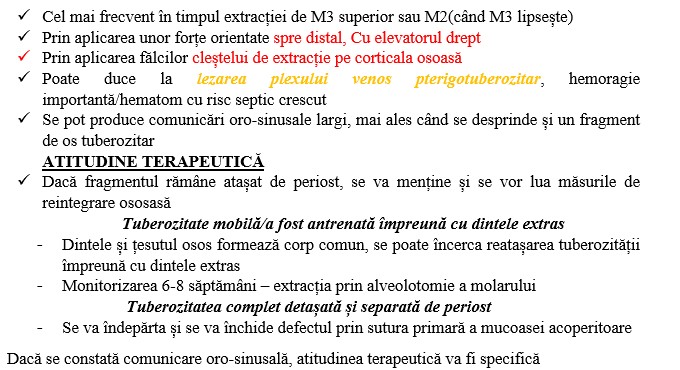 ✓ Cel mai frecvent în timpul extracției de M3 superior sau M2(când M3 lipsește)
✓ Prin aplicarea unor forțe orientate spre distal, Cu elevatorul drept
✓ Prin aplicarea fălcilor cleștelui de extracție pe corticala osoasă
✓ Poate duce la lezarea plexului venos pterigotuberozitar, hemoragie
importantă/hematom cu risc septic crescut
✓ Se pot produce comunicări oro-sinusale largi, mai ales când se desprinde și un fragment
de os tuberozitar
ATITUDINE TERAPEUTICĂ
✓ Dacă fragmentul rămâne atașat de periost, se va menține și se vor lua măsurile de
reintegrare ososasă
Tuberozitate mobilă/a fost antrenată împreună cu dintele extras
- Dintele și țesutul osos formează corp comun, se poate încerca reatașarea tuberozității
împreună cu dintele extras
- Monitorizarea 6-8 săptămâni – extracția prin alveolotomie a molarului
Tuberozitatea complet detașată și separată de periost
- Se va îndepărta și se va închide defectul prin sutura primară a mucoasei acoperitoare
Dacă se constată comunicare oro-sinusală, atitudinea terapeutică va fi specifică